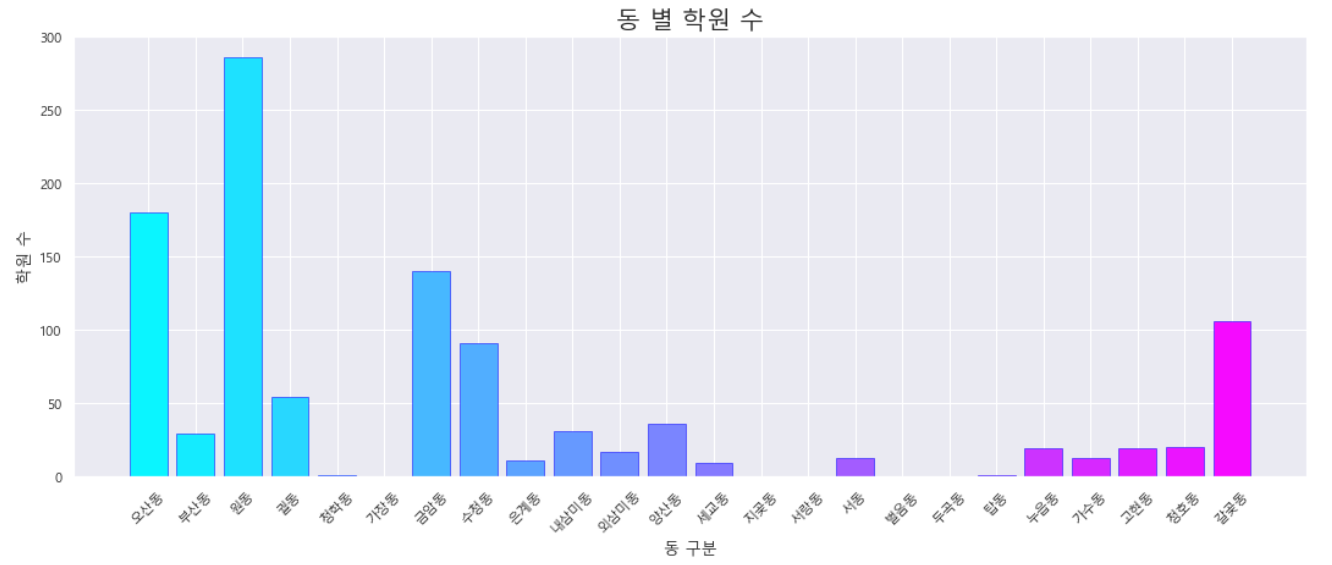 동 별 학원 수
학원 수
300
250
200
150
100
50
0
오산동
부산동
원동
궐동
청학동
가장동
금암동
수청동
은계동
내삼미동
외삼미동
양산동
세교동
지곶동
서랑동
서동
벌음동
두곡동
탑동
누읍동
가수동
고현동
청호동
갈곶동
동 구분